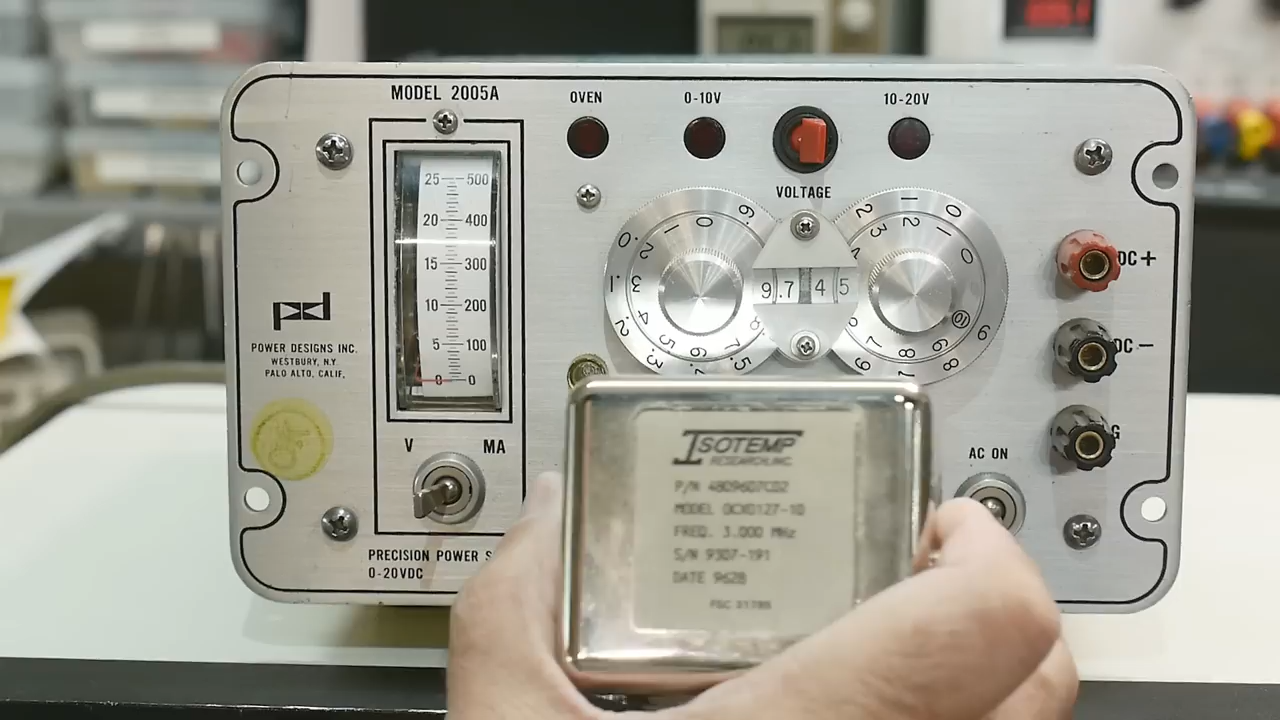 MODEL 2005A
OVEN
0-10V
10-20V
VOLTAGE
25 500
20 400
15 300
10 200
5 100
0 0
9.7 4 5
DC+
DC-
G
pd
POWER DESIGNS INC.
WESTBURY, N.Y.
PALO ALTO, CALIF.
V MA
AC ON
PRECISION POWER S
0-20VDC
ISOTEMP
RESEARCH, INC.
P/N 4809607C02
MODEL OCXO127-10
FREQ. 3.000 MHz
S/N 9307-191
DATE 9628